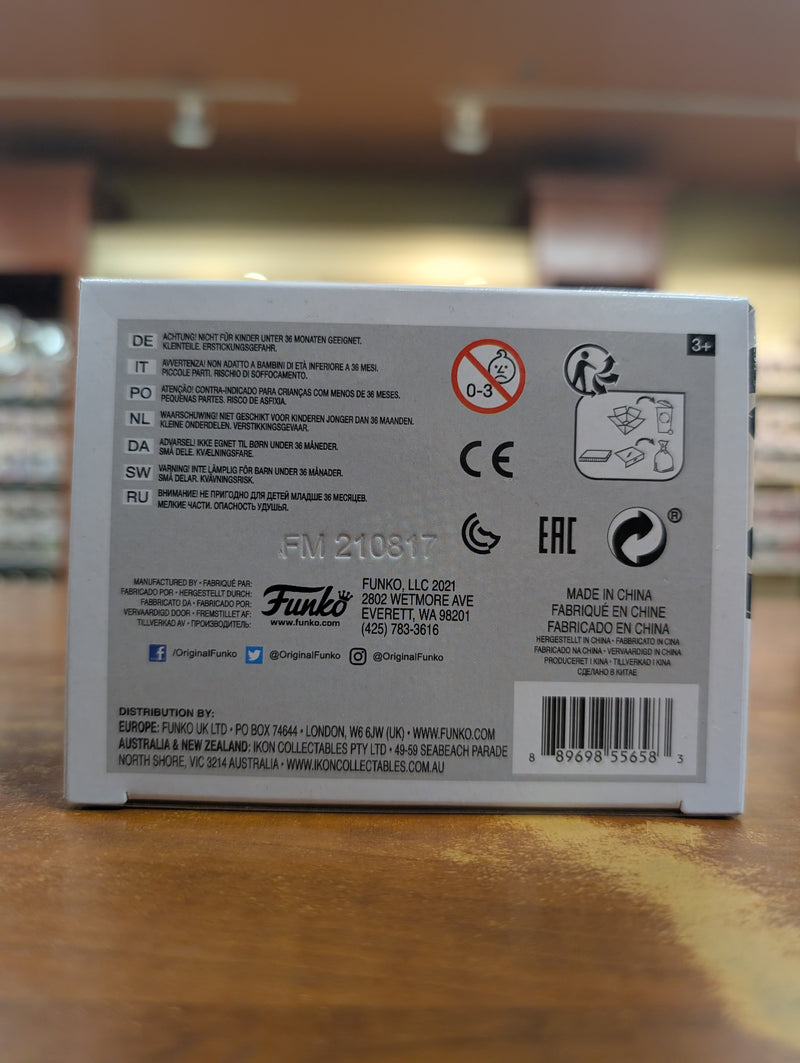 DE ACHTUNG! NICHT FÜR KINDER UNTER 36 MONATEN GEEIGNET.
KLEINTEILE. ERSTICKUNGSGEFAHR.
IT AVVERTENZA! NON ADATTO A BAMBINI DI ETÀ INFERIORE A 36 MESI.
PICCOLE PARTI. RISCHIO DI SOFFOCAMENTO.
PO ATENÇÃO! CONTRA-INDICADO PARA CRIANÇAS COM MENOS DE 36 MESES.
PEQUENAS PARTES. RISCO DE ASFIXIA.
NL WAARSCHUWING! NIET GESCHIKT VOOR KINDEREN JONGER DAN 36 MAANDEN.
KLEINE ONDERDELEN. VERSTIKKINGSGEVAAR.
DA ADVARSEL! IKKE EGNET TIL BØRN UNDER 36 MÅNEDER.
SMÅ DELE. KVÆLNINGSFARE.
SW VARNING! INTE LÄMPLIG FÖR BARN UNDER 36 MÅNADER.
SMÅ DELAR. KVÄVNINGSRISK.
RU ВНИМАНИЕ! НЕ ПРИГОДНО ДЛЯ ДЕТЕЙ МЛАДШЕ 36 МЕСЯЦЕВ.
МЕЛКИЕ ЧАСТИ. ОПАСНОСТЬ УДУШЬЯ.
0-3
3+
CE
EAC
®
FM 210817
MANUFACTURED BY • FABRIQUÉ PAR:
FABRICADO POR • HERGESTELLT DURCH:
FABBRICATO DA • FABRICADO POR:
VERVAARDIGD DOOR • FREMSTILLET AF:
TILLVERKAD AV • ПРОИЗВОДИТЕЛЬ:
Funko
www.funko.com
FUNKO, LLC 2021
2802 WETMORE AVE
EVERETT, WA 98201
(425) 783-3616
/OriginalFunko @OriginalFunko @OriginalFunko
MADE IN CHINA
FABRIQUÉ EN CHINE
FABRICADO EN CHINA
HERGESTELLT IN CHINA • FABBRICATO IN CINA
FABRICADO NA CHINA • VERVAARDIGD IN CHINA
PRODUCERET I KINA • TILLVERKAD I KINA
СДЕЛАНО В КИТАЕ
DISTRIBUTION BY:
EUROPE: FUNKO UK LTD • PO BOX 74644 • LONDON, W6 6JW (UK) • WWW.FUNKO.COM
AUSTRALIA & NEW ZEALAND: IKON COLLECTABLES PTY LTD • 49-59 SEABEACH PARADE
NORTH SHORE, VIC 3214 AUSTRALIA • WWW.IKONCOLLECTABLES.COM.AU
8 89698 55658 3